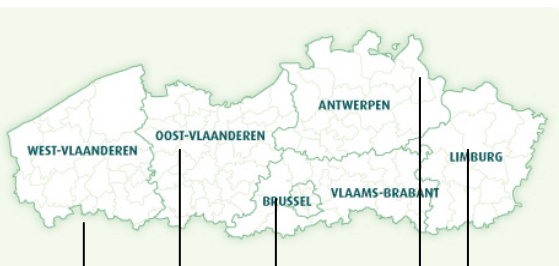 ANTWERPEN
OOST-VLAANDEREN
WEST-VLAANDEREN
LIMBURG
VLAAMS-BRABANT
BRUSSEL